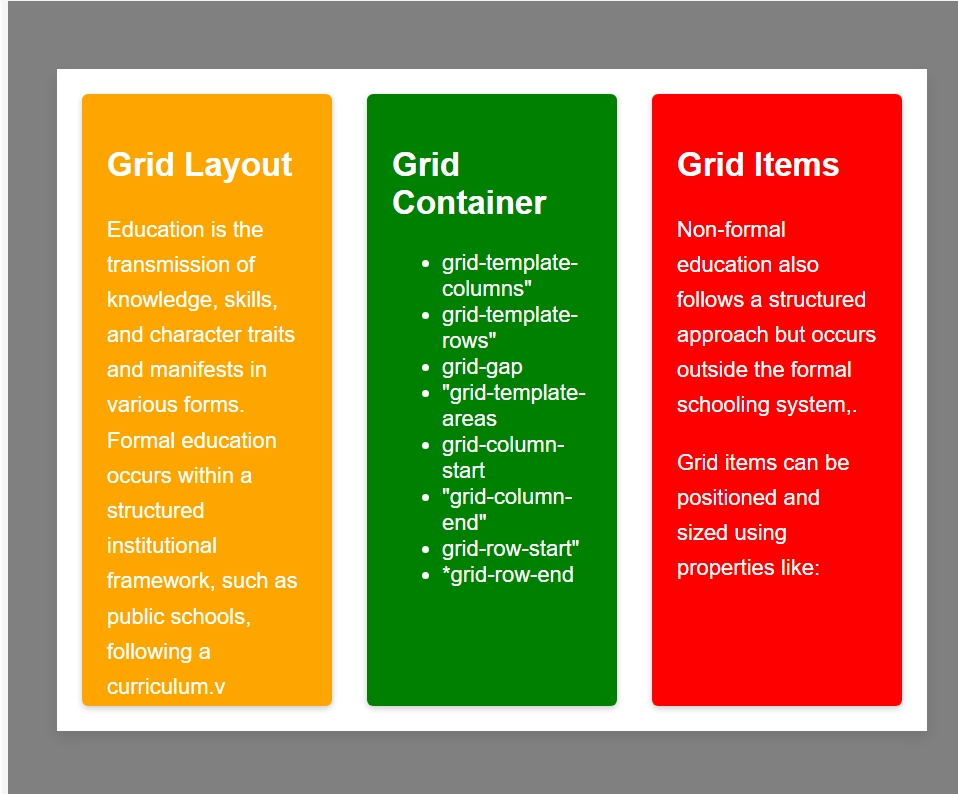 Grid Layout
Education is the
transmission of
knowledge, skills,
and character traits
and manifests in
various forms.
Formal education
occurs within a
structured
institutional
framework, such as
public schools,
following a
curriculum.v
Grid
Container
grid-template-
columns"
grid-template-
rows"
grid-gap
"grid-template-
areas
grid-column-
start
"grid-column-
end"
grid-row-start"
*grid-row-end
Grid Items
Non-formal
education also
follows a structured
approach but occurs
outside the formal
schooling system,.
Grid items can be
positioned and
sized using
properties like: